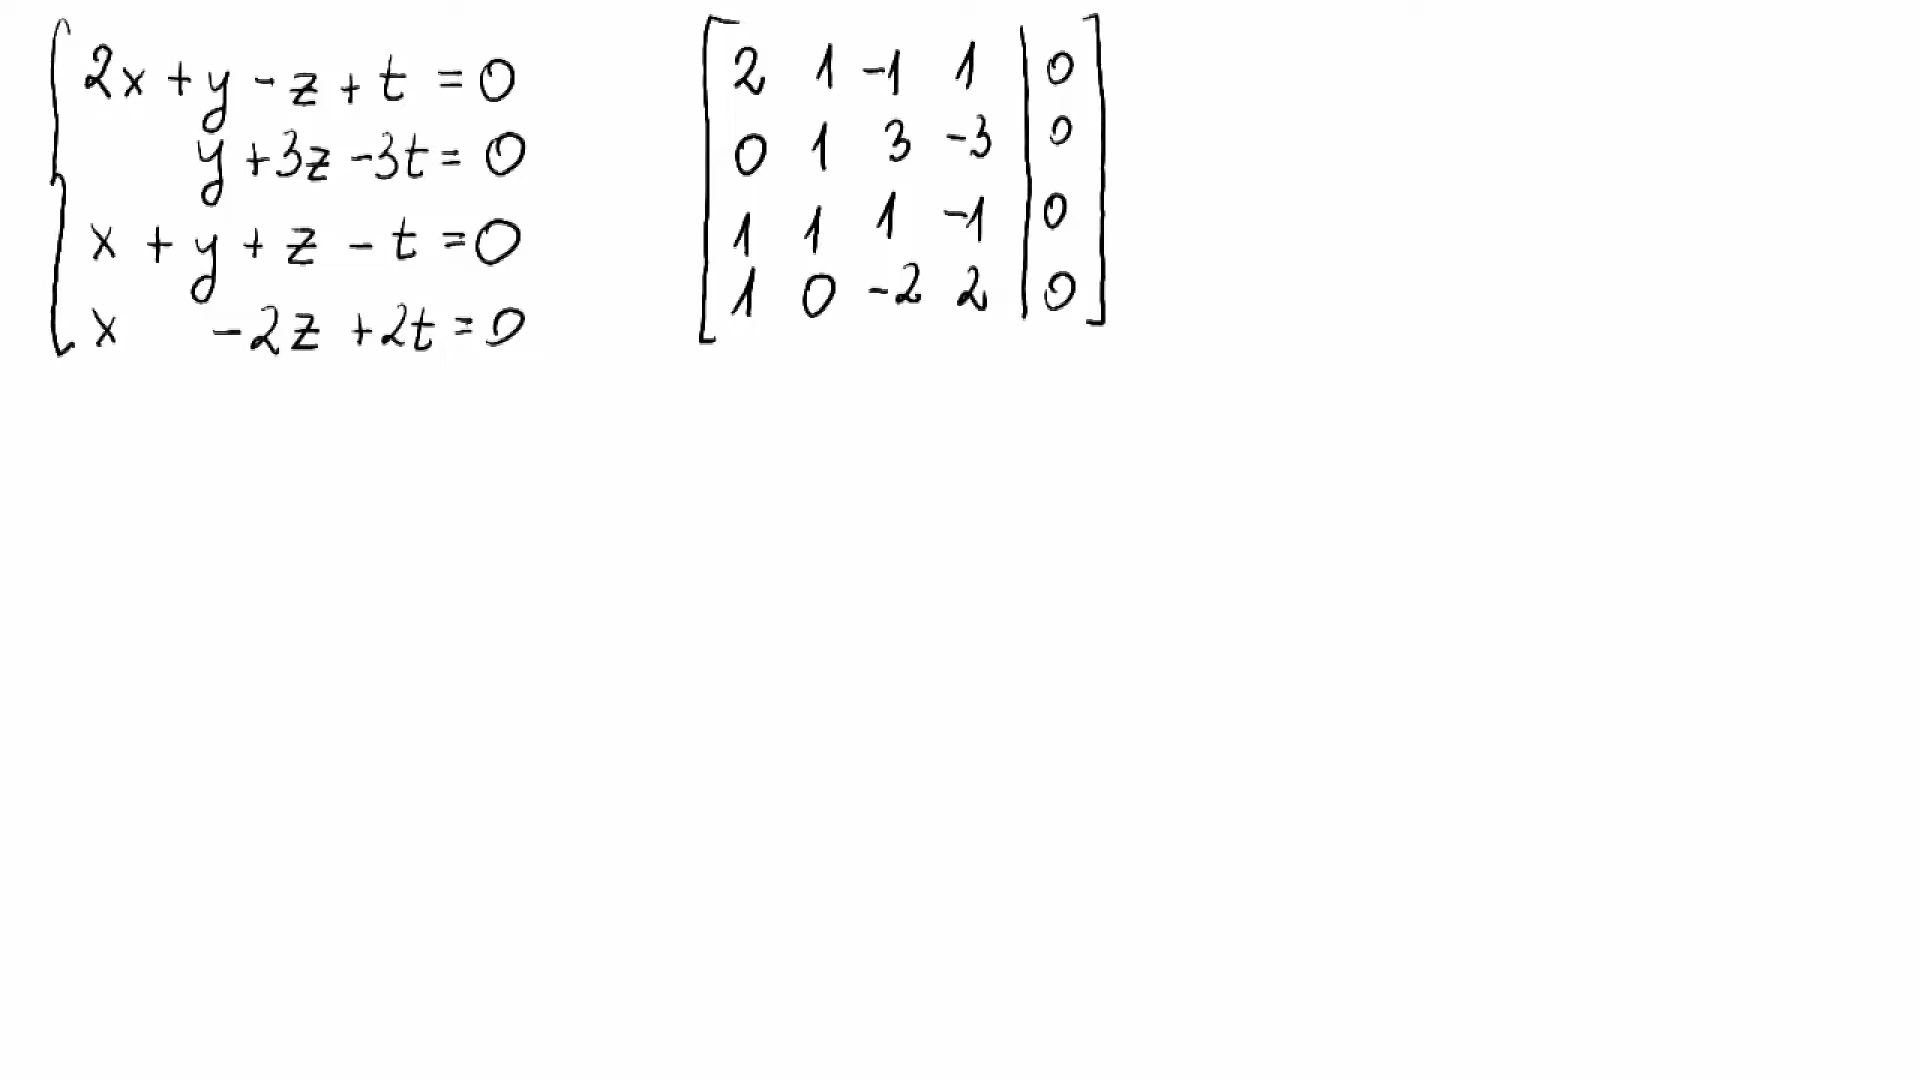 2x + y - z + t = 0
y + 3z - 3t = 0
x + y + z - t = 0
x - 2z + 2t = 0
2 1 -1 1 | 0
0 1 3 -3 | 0
1 1 1 -1 | 0
1 0 -2 2 | 0